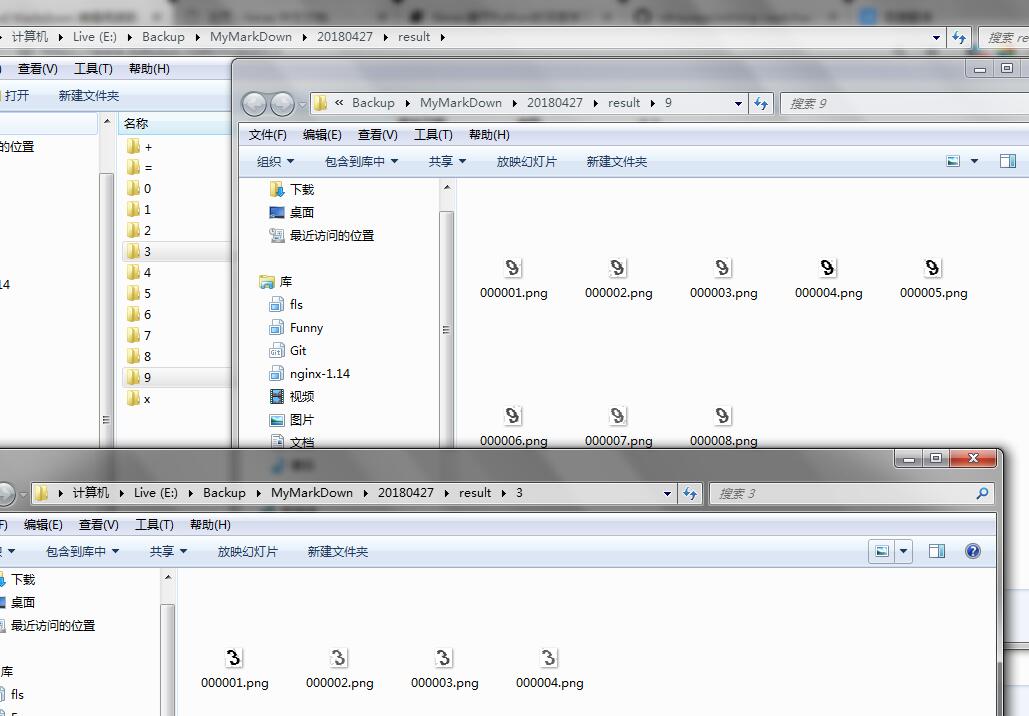 计算机 Live (E:) Backup MyMarkDown 20180427 result 搜索 re
查看(V) 工具(T) 帮助(H)
打开 新建文件夹
的位置
14
名称
+
=
0
1
2
3
4
5
6
7
8
9
x
« Backup MyMarkDown 20180427 result 9 搜索 9
文件(F) 编辑(E) 查看(V) 工具(T) 帮助(H)
组织 包含到库中 共享 放映幻灯片 新建文件夹
下载
桌面
最近访问的位置
库
fls
Funny
Git
nginx-1.14
视频
图片
文档
9 9 9 9 9
000001.png 000002.png 000003.png 000004.png 000005.png
9 9 9
000006.png 000007.png 000008.png
计算机 Live (E:) Backup MyMarkDown 20180427 result 3 搜索 3
F) 编辑(E) 查看(V) 工具(T) 帮助(H)
包含到库中 共享 放映幻灯片 新建文件夹
下载
桌面
最近访问的位置
库
fls
3 3 3 3
000001.png 000002.png 000003.png 000004.png